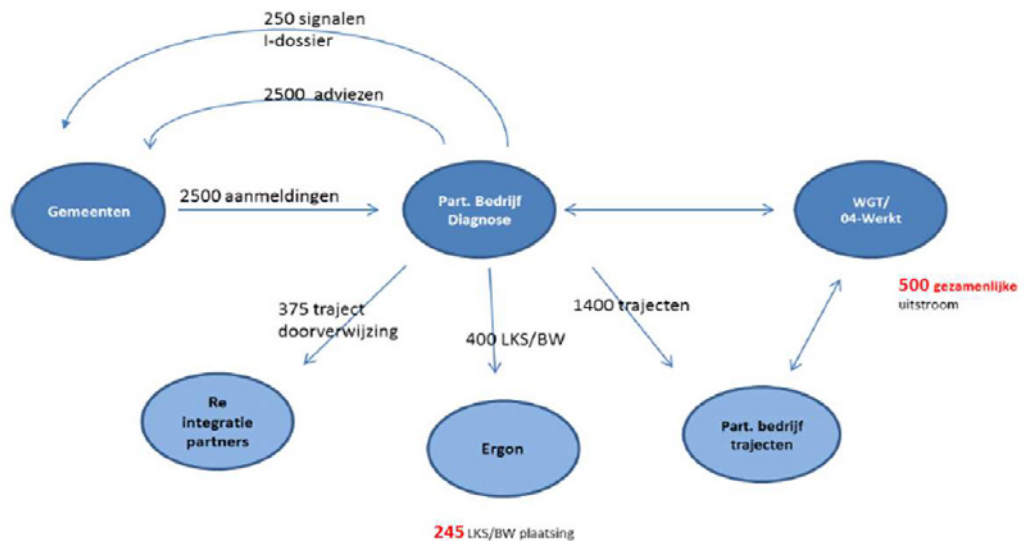 250 signalen
I-dossier
2500 adviezen
Gemeenten
2500 aanmeldingen
Part. Bedrijf
Diagnose
WGT/
04-Werkt
500 gezamenlijke
uitstroom
375 traject
doorverwijzing
400 LKS/BW
1400 trajecten
Re
integratie
partners
Ergon
Part. bedrijf
trajecten
245 LKS/BW plaatsing